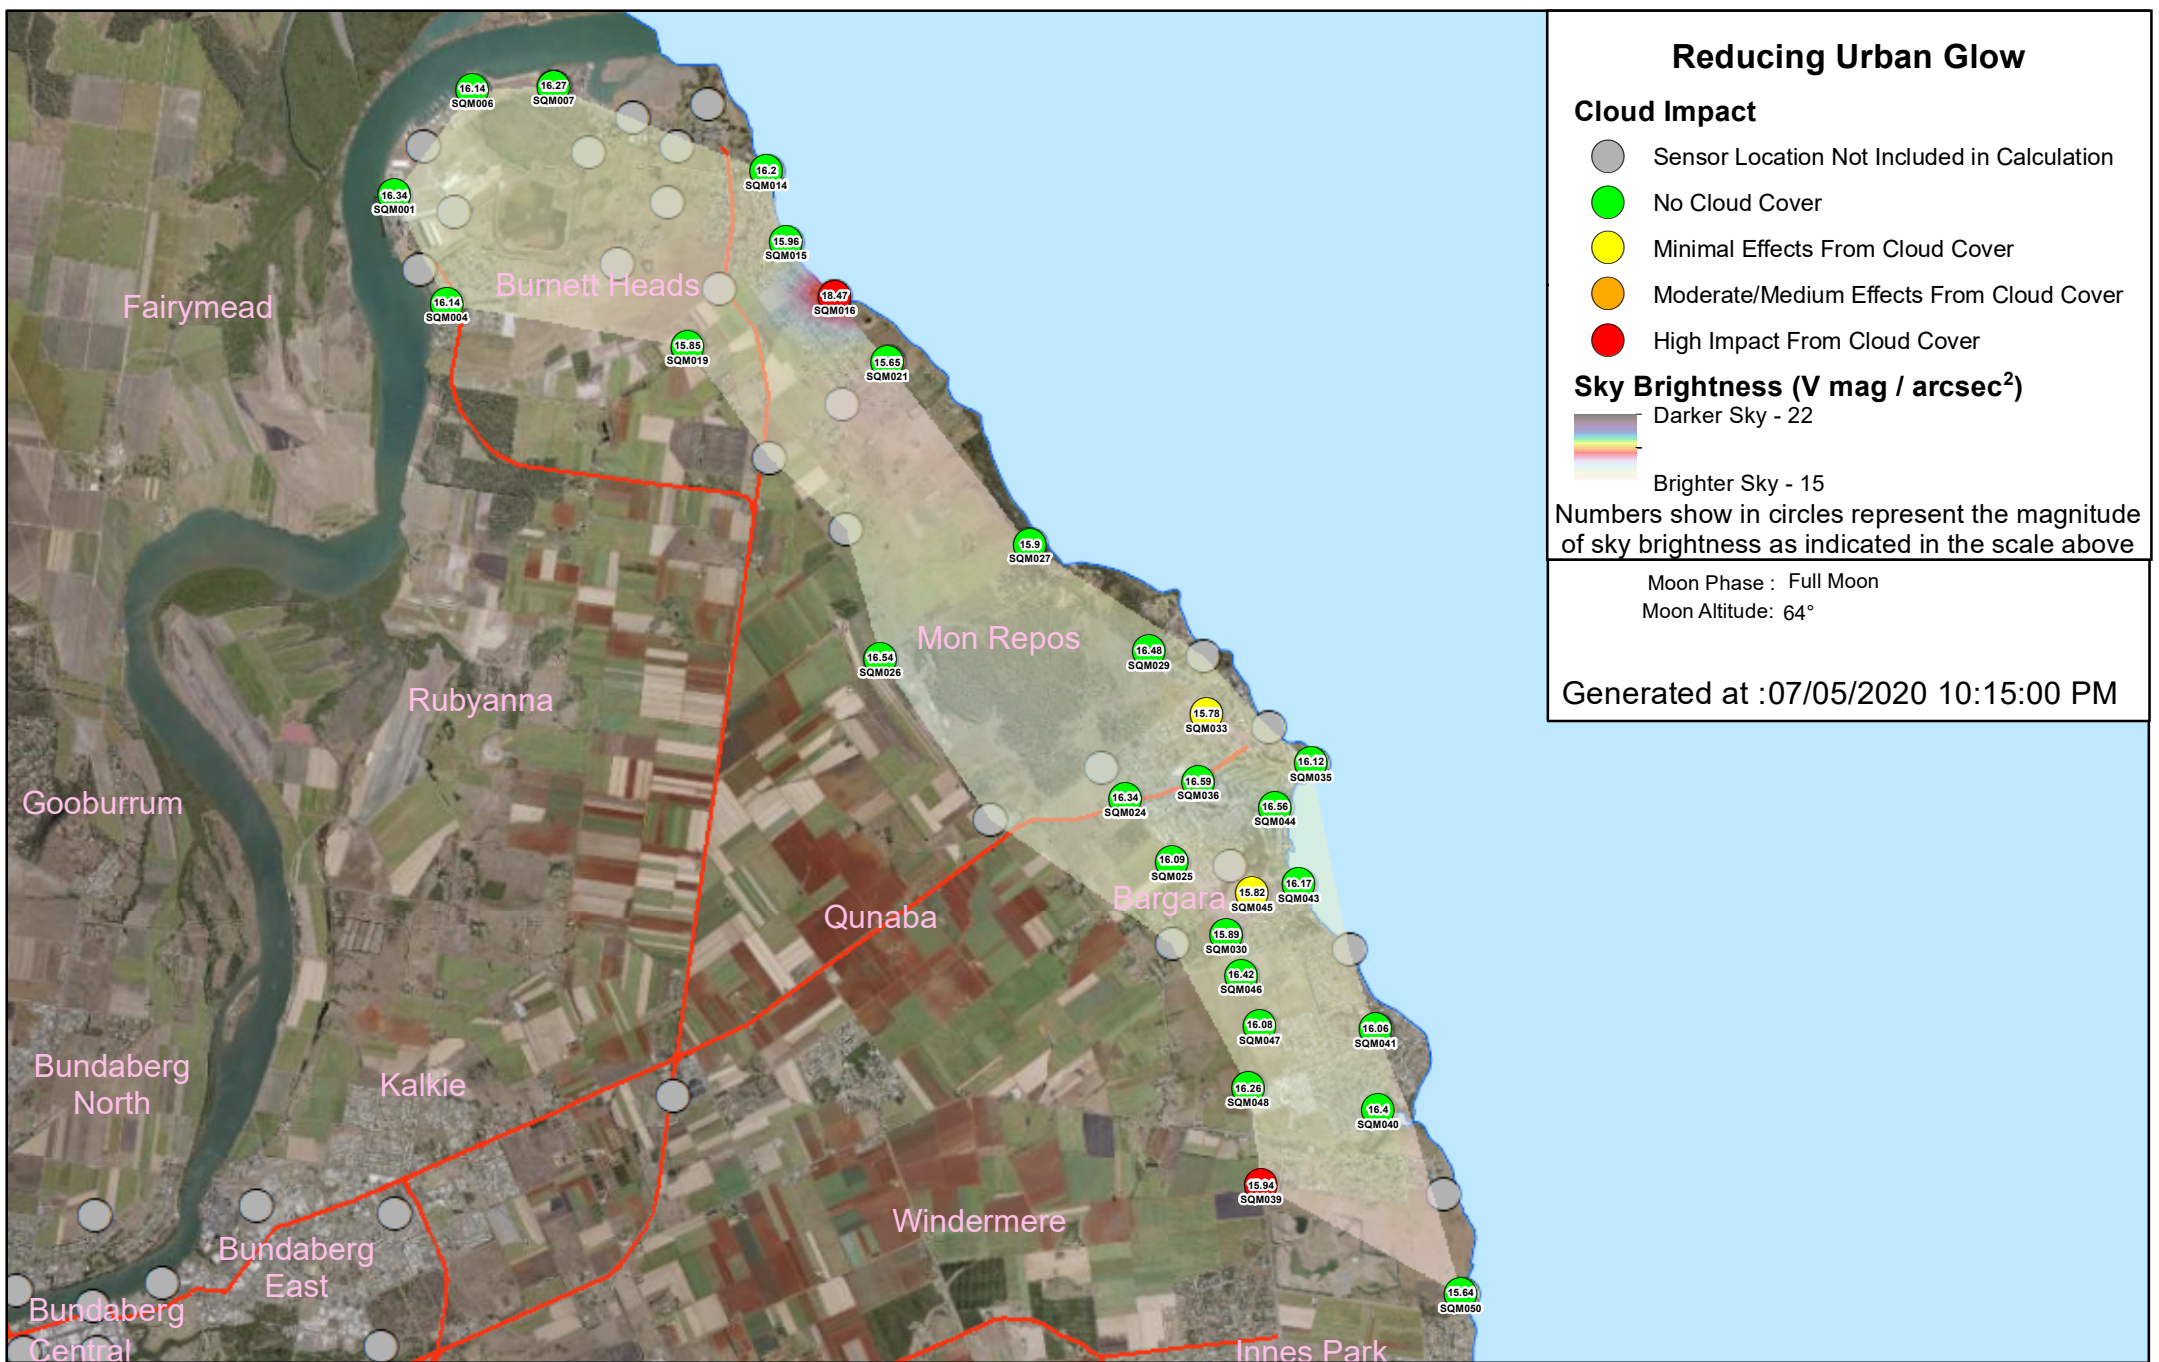 Reducing Urban Glow
Cloud Impact
Sensor Location Not Included in Calculation
No Cloud Cover
Minimal Effects From Cloud Cover
Moderate/Medium Effects From Cloud Cover
High Impact From Cloud Cover
Sky Brightness (V mag / arcsec²)
Darker Sky - 22
Brighter Sky - 15
Numbers show in circles represent the magnitude
of sky brightness as indicated in the scale above
Moon Phase : Full Moon
Moon Altitude: 64°
Generated at :07/05/2020 10:15:00 PM
16.14
SQM006
16.27
SQM007
16.2
SQM014
16.34
SQM001
15.96
SQM015
Burnett Heads
18.47
SQM016
Fairymead
16.14
SQM004
15.85
SQM019
15.65
SQM021
15.9
SQM027
Mon Repos
16.48
SQM029
16.54
SQM026
Rubyanna
15.78
SQM033
16.12
SQM035
16.59
SQM036
16.34
SQM024
16.56
SQM044
Gooburrum
16.09
SQM025
16.17
SQM043
15.82
SQM045
Bargara
Qunaba
15.89
SQM030
16.42
SQM046
16.08
SQM047
16.06
SQM041
Bundaberg
North
Kalkie
16.26
SQM048
16.4
SQM040
15.94
SQM039
Windermere
Bundaberg
East
15.64
SQM050
Bundaberg
Central
Innes Park